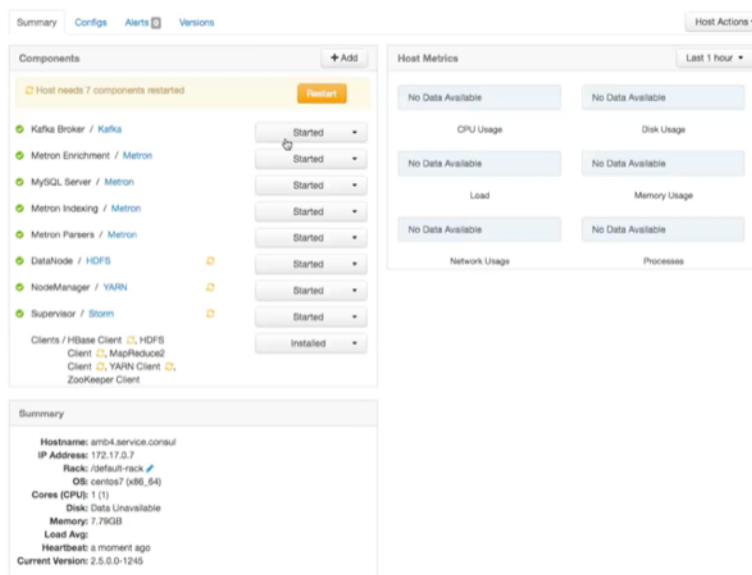 Summary Configs Alerts 0 Versions
Host Actions
Components
+ Add
Host needs 7 components restarted
Restart
Kafka Broker / Kafka
Started
Metron Enrichment / Metron
Started
MySQL Server / Metron
Started
Metron Indexing / Metron
Started
Metron Parsers / Metron
Started
DataNode / HDFS
Started
NodeManager / YARN
Started
Supervisor / Storm
Started
Clients / HBase Client , HDFS
Installed
Client , MapReduce2
Client , YARN Client ,
ZooKeeper Client
Host Metrics
Last 1 hour
No Data Available
No Data Available
CPU Usage
Disk Usage
No Data Available
No Data Available
Load
Memory Usage
No Data Available
No Data Available
Network Usage
Processes
Summary
Hostname: amb4.service.consul
IP Address: 172.17.0.7
Rack: /default-rack
OS: centos7 (x86_64)
Cores (CPU): 1 (1)
Disk: Data Unavailable
Memory: 7.79GB
Load Avg:
Heartbeat: a moment ago
Current Version: 2.5.0.0-1245